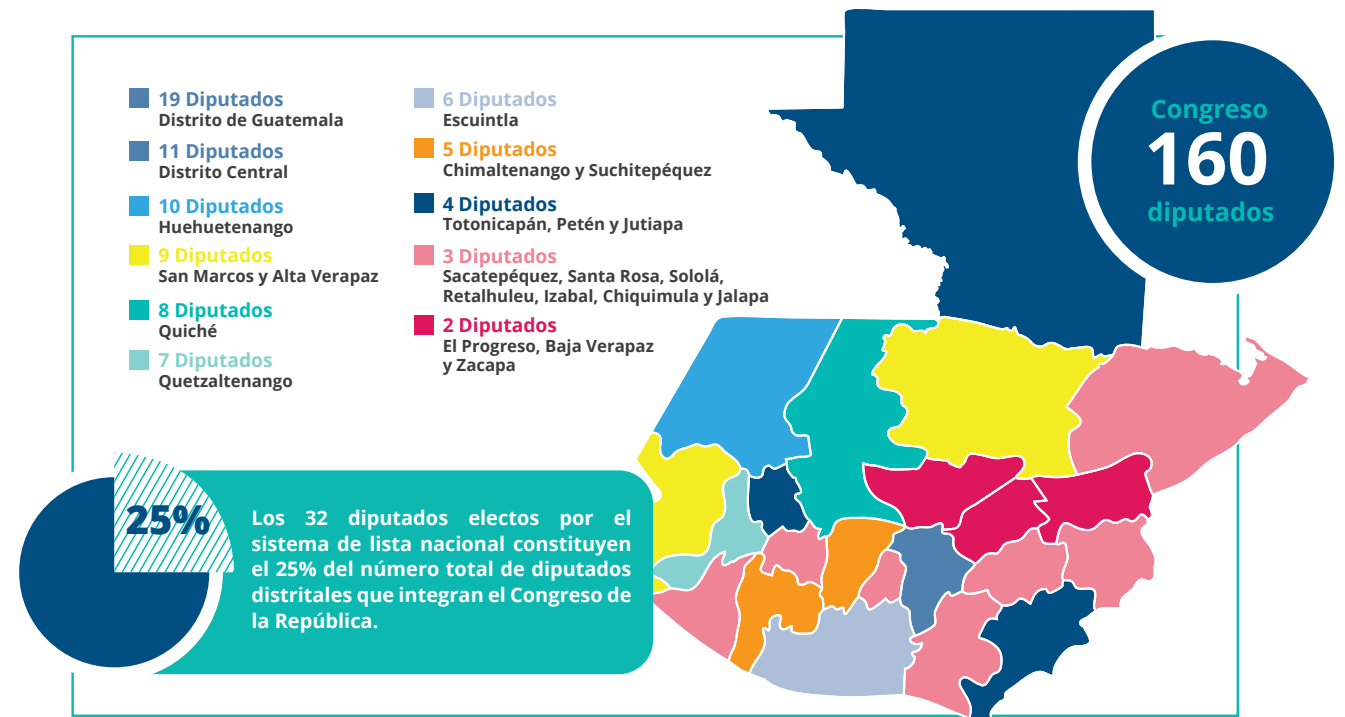 19 Diputados
Distrito de Guatemala
11 Diputados
Distrito Central
10 Diputados
Huehuetenango
9 Diputados
San Marcos y Alta Verapaz
8 Diputados
Quiché
7 Diputados
Quetzaltenango
6 Diputados
Escuintla
5 Diputados
Chimaltenango y Suchitepéquez
4 Diputados
Totonicapán, Petén y Jutiapa
3 Diputados
Sacatepéquez, Santa Rosa, Sololá,
Retalhuleu, Izabal, Chiquimula y Jalapa
2 Diputados
El Progreso, Baja Verapaz
y Zacapa
Congreso
160
diputados
25%
Los 32 diputados electos por el
sistema de lista nacional constituyen
el 25% del número total de diputados
distritales que integran el Congreso de
la República.